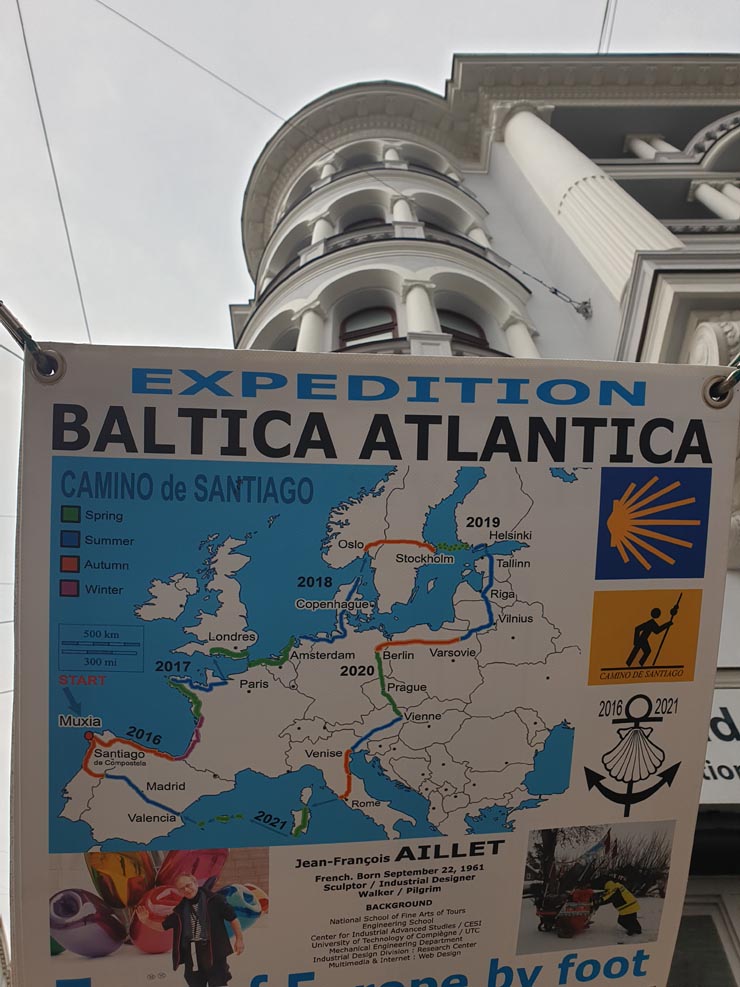 EXPEDITION
BALTICA ATLANTICA
CAMINO de SANTIAGO
Spring
Summer
Autumn
Winter
500 km
300 mi
START
Muxia
2016
Santiago
de Compostela
Madrid
Valencia
2021
Rome
Venise
Vienne
Prague
2020
Berlin
Varsovie
Vilnius
Riga
Tallinn
Helsinki
2019
Stockholm
Oslo
2018
Copenhague
Amsterdam
Londres
2017
Paris
CAMINO DE SANTIAGO
2016 2021
Jean-François AILLET
French. Born September 22, 1961
Sculptor / Industrial Designer
Walker / Pilgrim
BACKGROUND
National School of Fine Arts of Tours
Engineering School
Center for Industrial Advanced Studies / CESI
University of Technology of Compiègne / UTC
Mechanical Engineering Department
Industrial Design Division : Research Center
Multimedia & Internet : Web Design
of Europe by foot